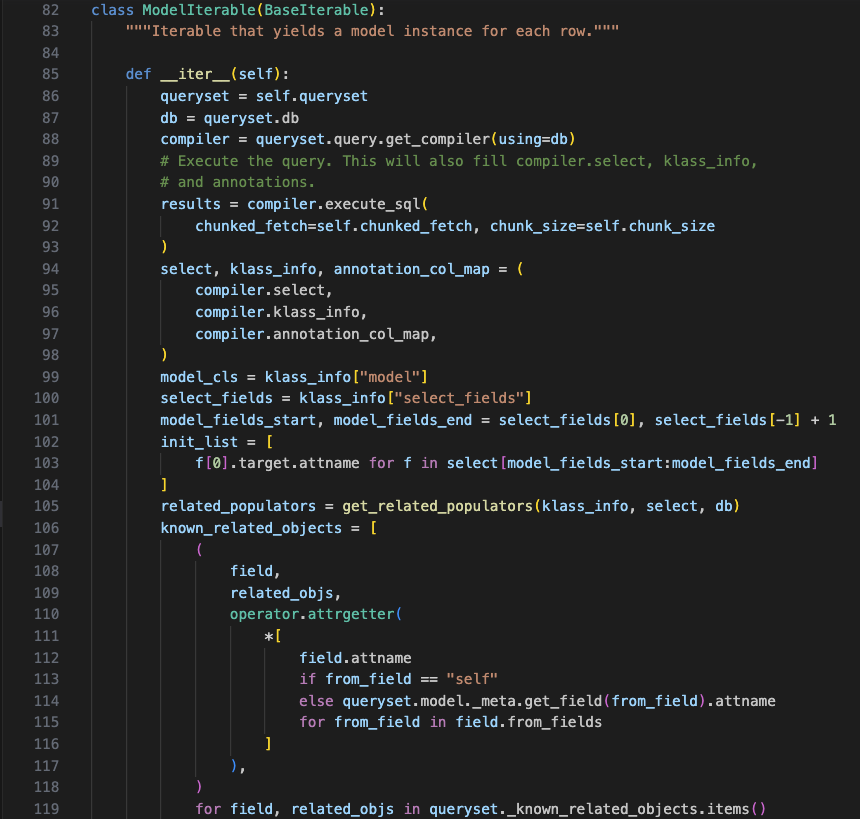 82 class ModelIterable(BaseIterable):
83     """Iterable that yields a model instance for each row."""
84
85     def __iter__(self):
86         queryset = self.queryset
87         db = queryset.db
88         compiler = queryset.query.get_compiler(using=db)
89         # Execute the query. This will also fill compiler.select, klass_info,
90         # and annotations.
91         results = compiler.execute_sql(
92             chunked_fetch=self.chunked_fetch, chunk_size=self.chunk_size
93         )
94         select, klass_info, annotation_col_map = (
95             compiler.select,
96             compiler.klass_info,
97             compiler.annotation_col_map,
98         )
99         model_cls = klass_info["model"]
100         select_fields = klass_info["select_fields"]
101         model_fields_start, model_fields_end = select_fields[0], select_fields[-1] + 1
102         init_list = [
103             f[0].target.attname for f in select[model_fields_start:model_fields_end]
104         ]
105         related_populators = get_related_populators(klass_info, select, db)
106         known_related_objects = [
107             (
108                 field,
109                 related_objs,
110                 operator.attrgetter(
111                     *[
112                         field.attname
113                         if from_field == "self"
114                         else queryset.model._meta.get_field(from_field).attname
115                         for from_field in field.from_fields
116                     ]
117                 ),
118             )
119             for field, related_objs in queryset._known_related_objects.items()